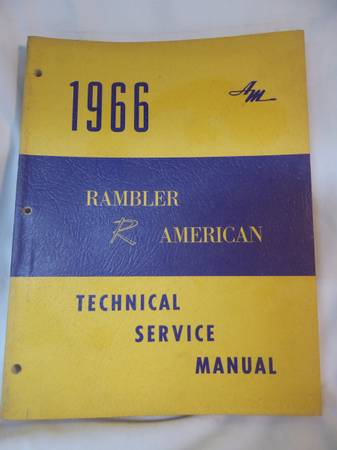 1966
AM
RAMBLER
R AMERICAN
TECHNICAL
SERVICE
MANUAL